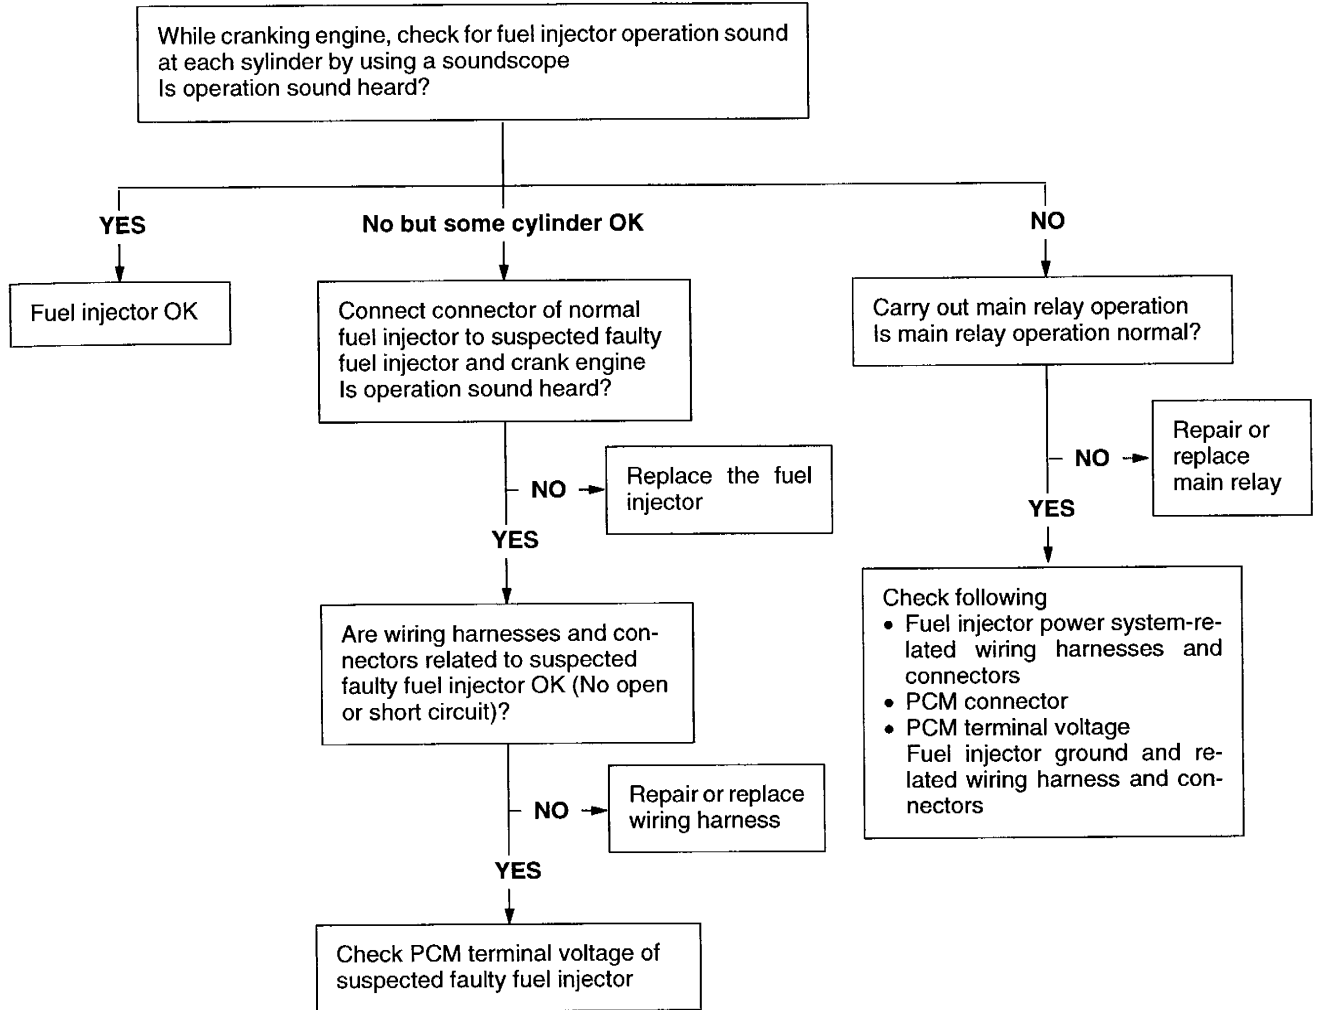 While cranking engine, check for fuel injector operation sound
at each sylinder by using a soundscope
Is operation sound heard?
YES
No but some cylinder OK
NO
Fuel injector OK
Connect connector of normal
fuel injector to suspected faulty
fuel injector and crank engine
Is operation sound heard?
Carry out main relay operation
Is main relay operation normal?
NO
Replace the fuel
injector
YES
NO
Repair or
replace
main relay
YES
Are wiring harnesses and con-
nectors related to suspected
faulty fuel injector OK (No open
or short circuit)?
Check following
• Fuel injector power system-re-
lated wiring harnesses and
connectors
• PCM connector
• PCM terminal voltage
Fuel injector ground and re-
lated wiring harness and con-
nectors
NO
Repair or replace
wiring harness
YES
Check PCM terminal voltage of
suspected faulty fuel injector